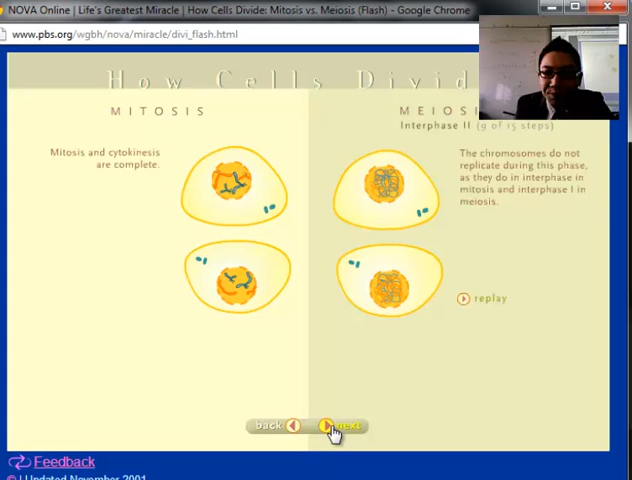 NOVA Online | Life's Greatest Miracle | How Cells Divide: Mitosis vs. Meiosis (Flash) - Google Chrome
www.pbs.org/wgbh/nova/miracle/divi_flash.html
How Cells Divid
MITOSIS
MEIOSI
Interphase II (9 of 15 steps)
Mitosis and cytokinesis
are complete.
The chromosomes do not
replicate during this phase,
as they do in interphase in
mitosis and interphase I in
meiosis.
replay
back
next
Feedback
© | Updated November 2001